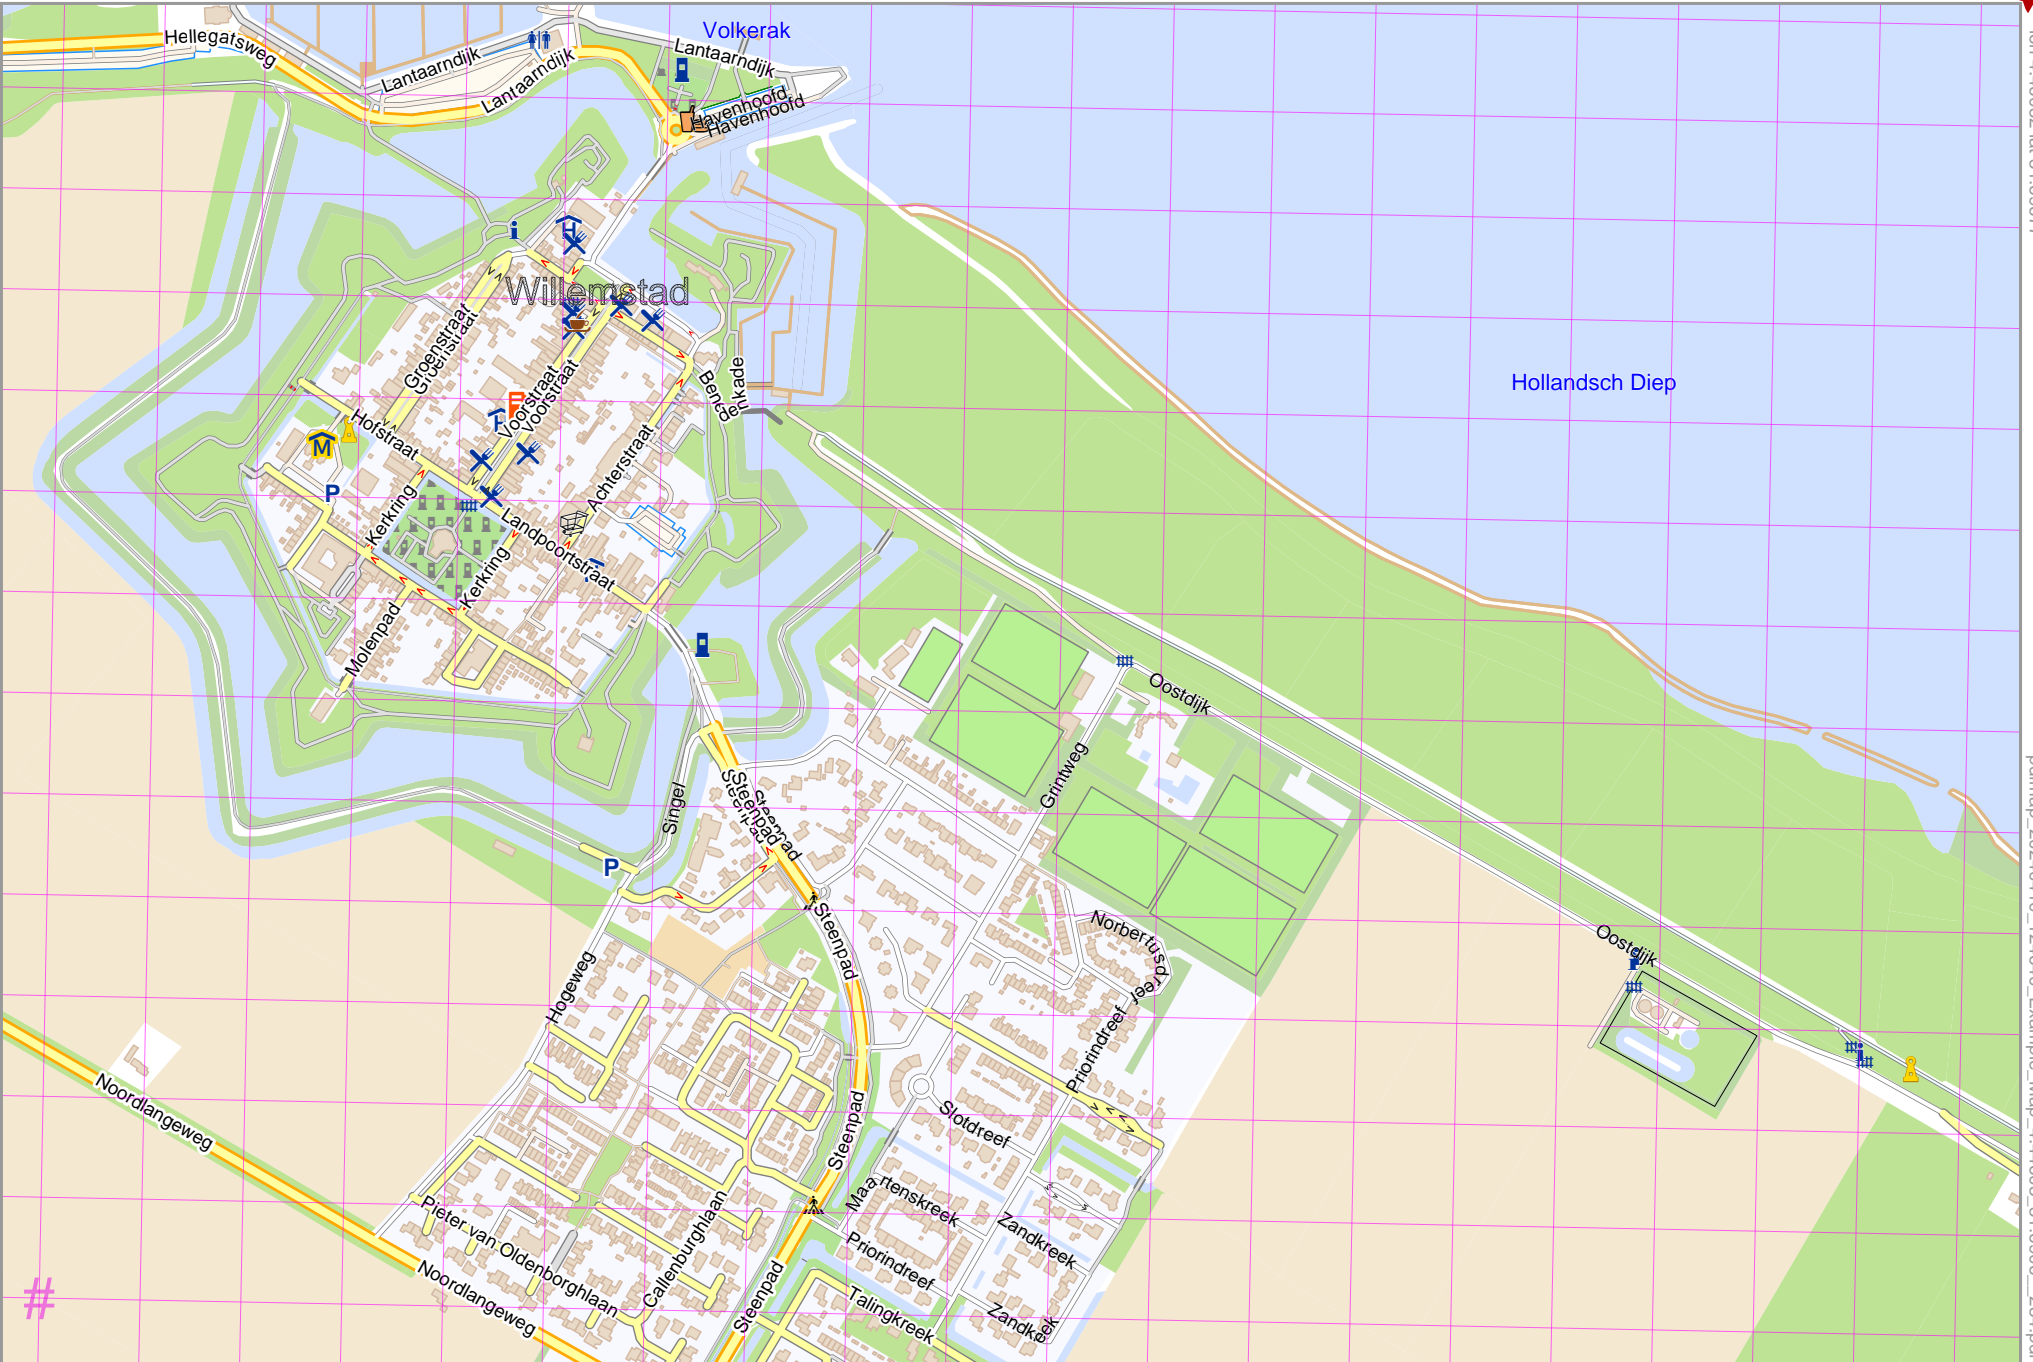 Volkerak
Hellegatsweg
Lantaarndijk
Lantaarndijk
Lantaarndijk
Havenhoofd
Havenhoofd
i
H
Willemstad
Hollandsch Diep
Groenstraat
Groenstraat
Voorstraat
Voorstraat
Benedenkade
Hofstraat
M
P
Achterstraat
Kerkring
Kerkring
Landpoortstraat
Molenpad
Oostdijk
Grintweg
Singel
Steenpad
Steenpad
Steenpad
P
Steenpad
Norbertusdreef
Oostdijk
Hogeweg
Priorindreef
Noordlangeweg
Slotdreef
Steenpad
Maartenskreek
Pieter van Oldenborghlaan
Callenburghlaan
Zandkreek
Priorindreef
Noordlangeweg
Steenpad
Talingkreek
Zandkreek
#